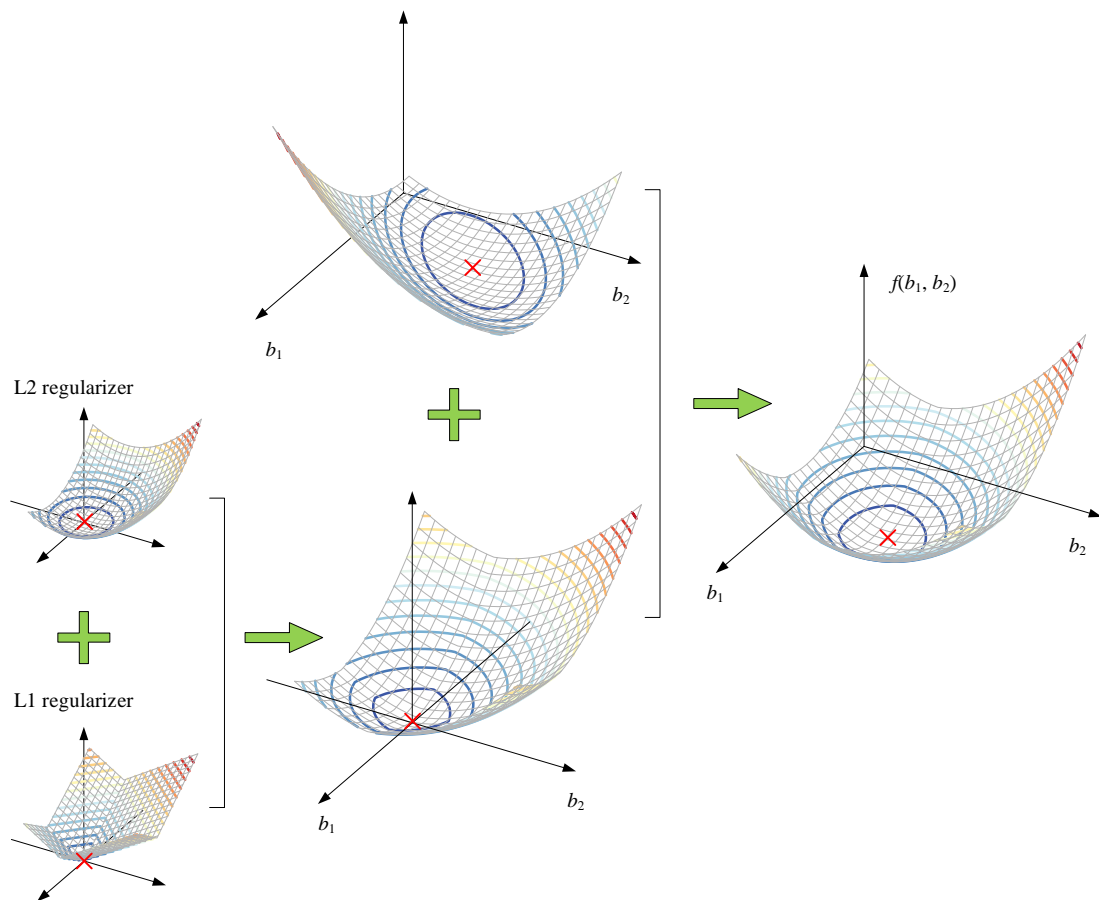 b₂
b₁
f(b₁, b₂)
L2 regularizer
b₂
b₁
L1 regularizer
b₂
b₁